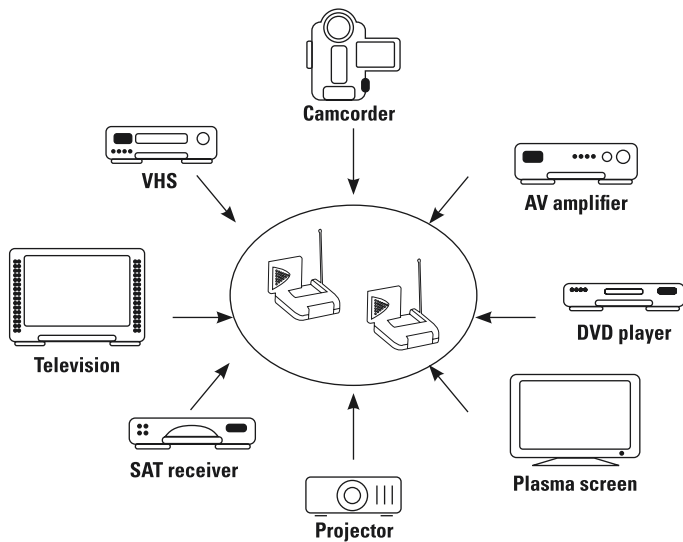 Camcorder
VHS
AV amplifier
Television
DVD player
SAT receiver
Plasma screen
Projector